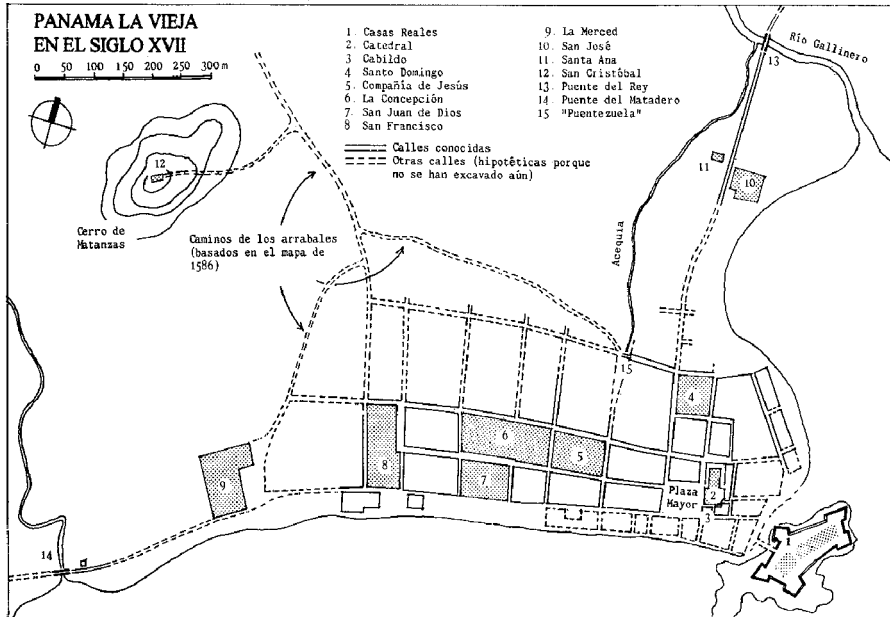 PANAMA LA VIEJA
EN EL SIGLO XVII
0 50 100 150 200 300 m
1. Casas Reales
2. Catedral
3 Cabildo
4 Santo Domingo
5. Compañía de Jesús
6. La Concepción
7. San Juan de Dios
8 San Francisco
9. La Merced
10. San José
11. Santa Ana
12 San Cristóbal
13. Puente del Rey
14. Puente del Matadero
15 "Puentezuela"
Calles conocidas
Otras calles (hipotéticas porque
no se han excavado aún)
Río Gallinero
13
12
11
10
Cerro de
Matanzas
Caminos de los arrabales
(basados en el mapa de
1586)
Acequia
15
4
6
5
8
7
9
Plaza
Mayor
2
3
1
14